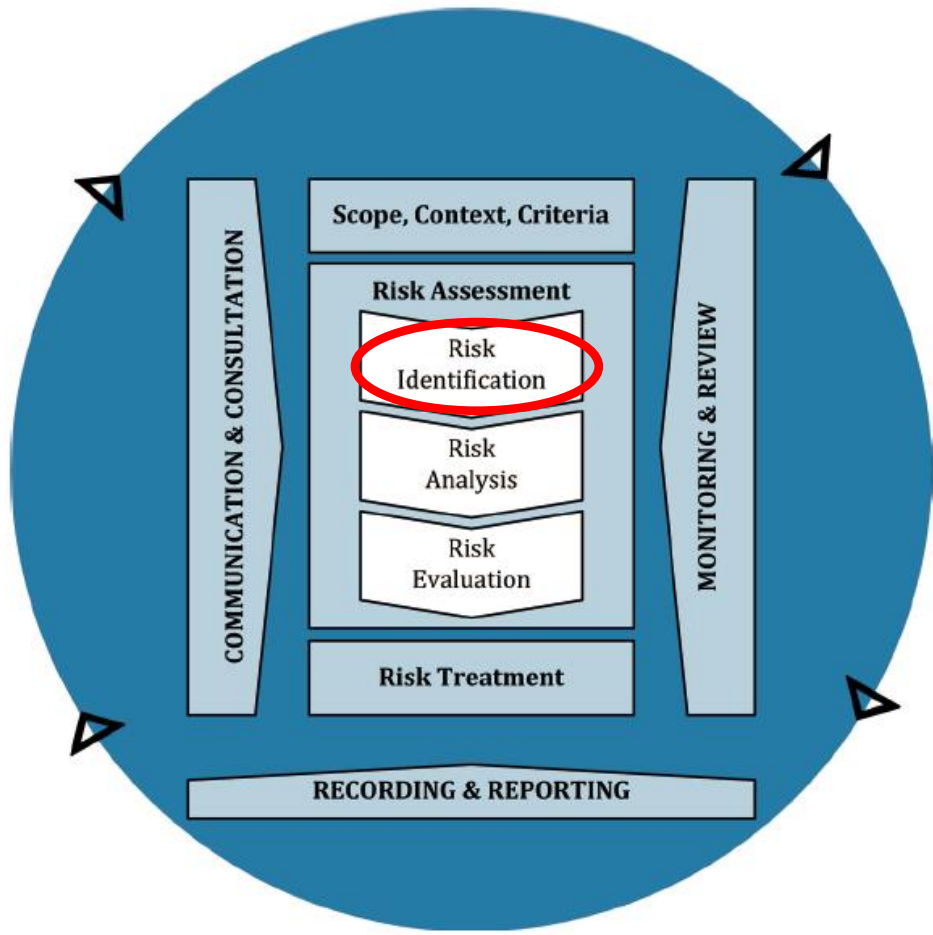 Scope, Context, Criteria
COMMUNICATION & CONSULTATION
Risk Assessment
Risk
Identification
Risk
Analysis
Risk
Evaluation
MONITORING & REVIEW
Risk Treatment
RECORDING & REPORTING